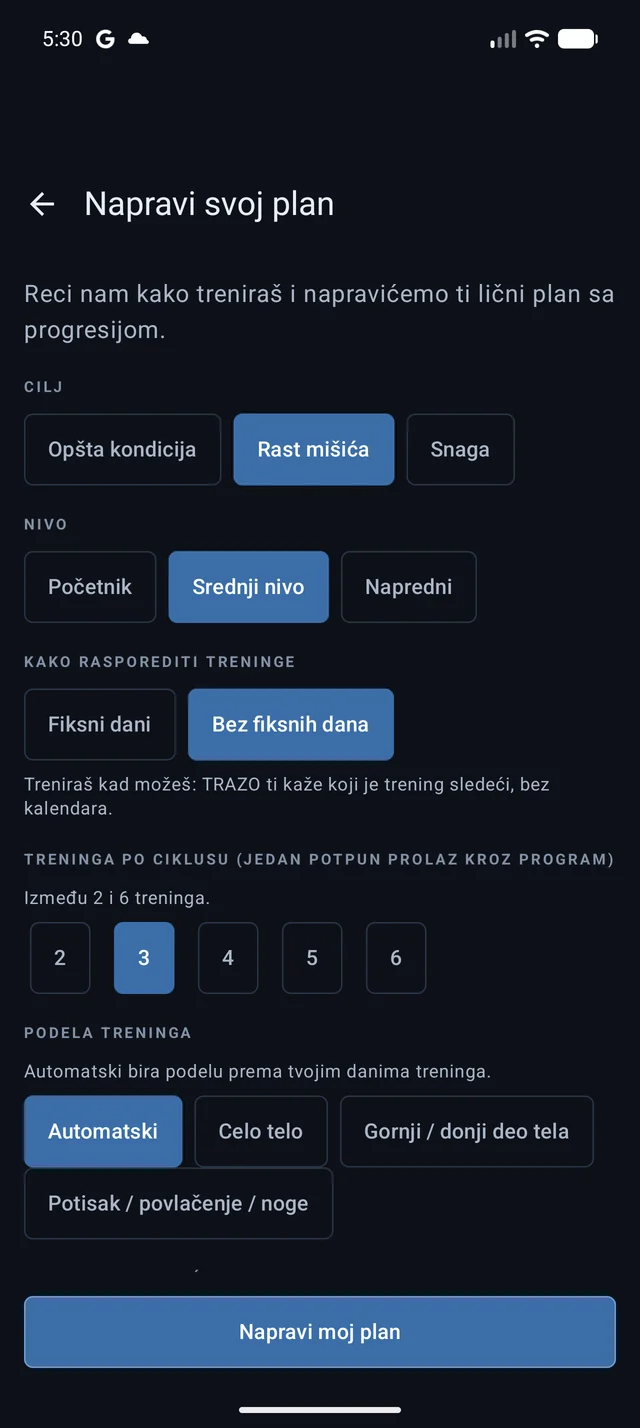 5:30
Napravi svoj plan
Reci nam kako treniraš i napravićemo ti lični plan sa
progresijom.
CILJ
Opšta kondicija
Rast mišića
Snaga
NIVO
Početnik
Srednji nivo
Napredni
KAKO RASPOREDITI TRENINGE
Fiksni dani
Bez fiksnih dana
Treniraš kad možeš: TRAZO ti kaže koji je trening sledeći, bez
kalendara.
TRENINGA PO CIKLUSU (JEDAN POTPUN PROLAZ KROZ PROGRAM)
Između 2 i 6 treninga.
2
3
4
5
6
PODELA TRENINGA
Automatski bira podelu prema tvojim danima treninga.
Automatski
Celo telo
Gornji / donji deo tela
Potisak / povlačenje / noge
Napravi moj plan